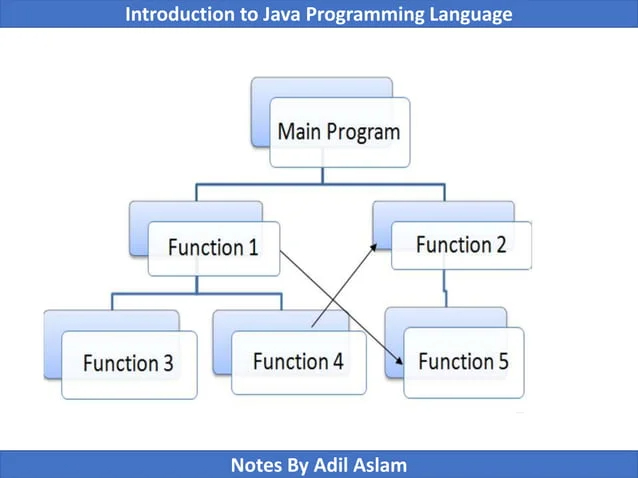 Introduction to Java Programming Language
Main Program
Function 1
Function 2
Function 3
Function 4
Function 5
Notes By Adil Aslam